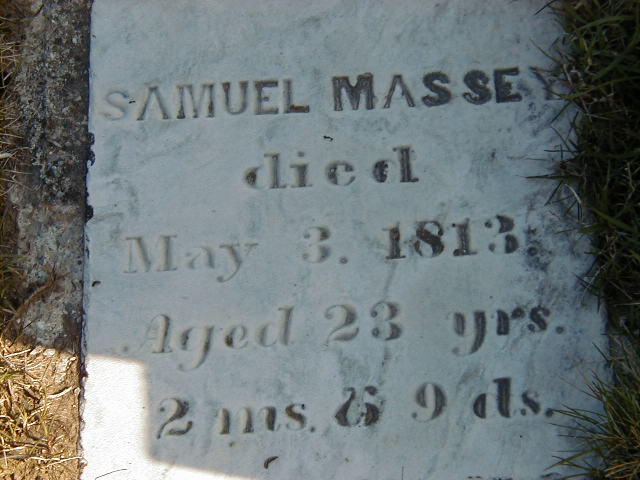 SAMUEL MASSEY
died
May 3. 1813.
Aged 23 yrs.
2 ms. & 9 ds.